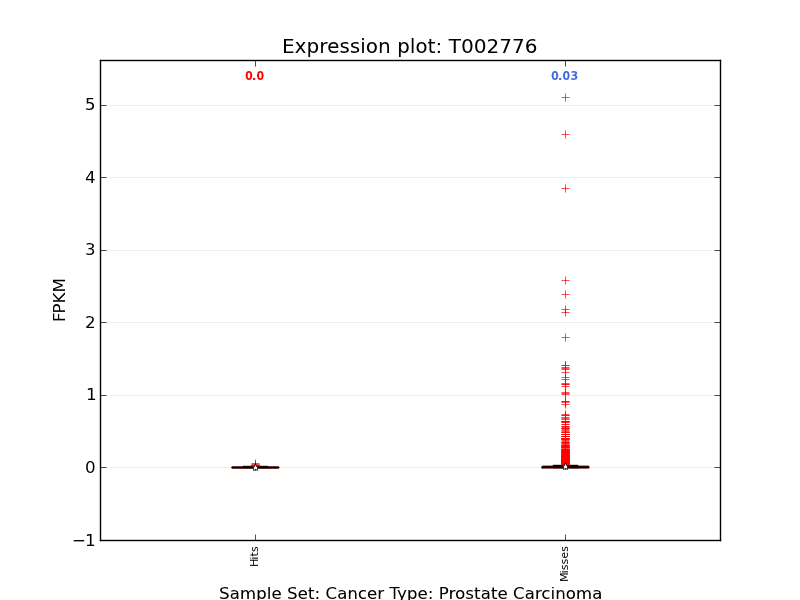 Expression plot: T002776
0.0
0.03
5
4
3
2
1
0
−1
FPKM
Hits
Misses
Sample Set: Cancer Type: Prostate Carcinoma